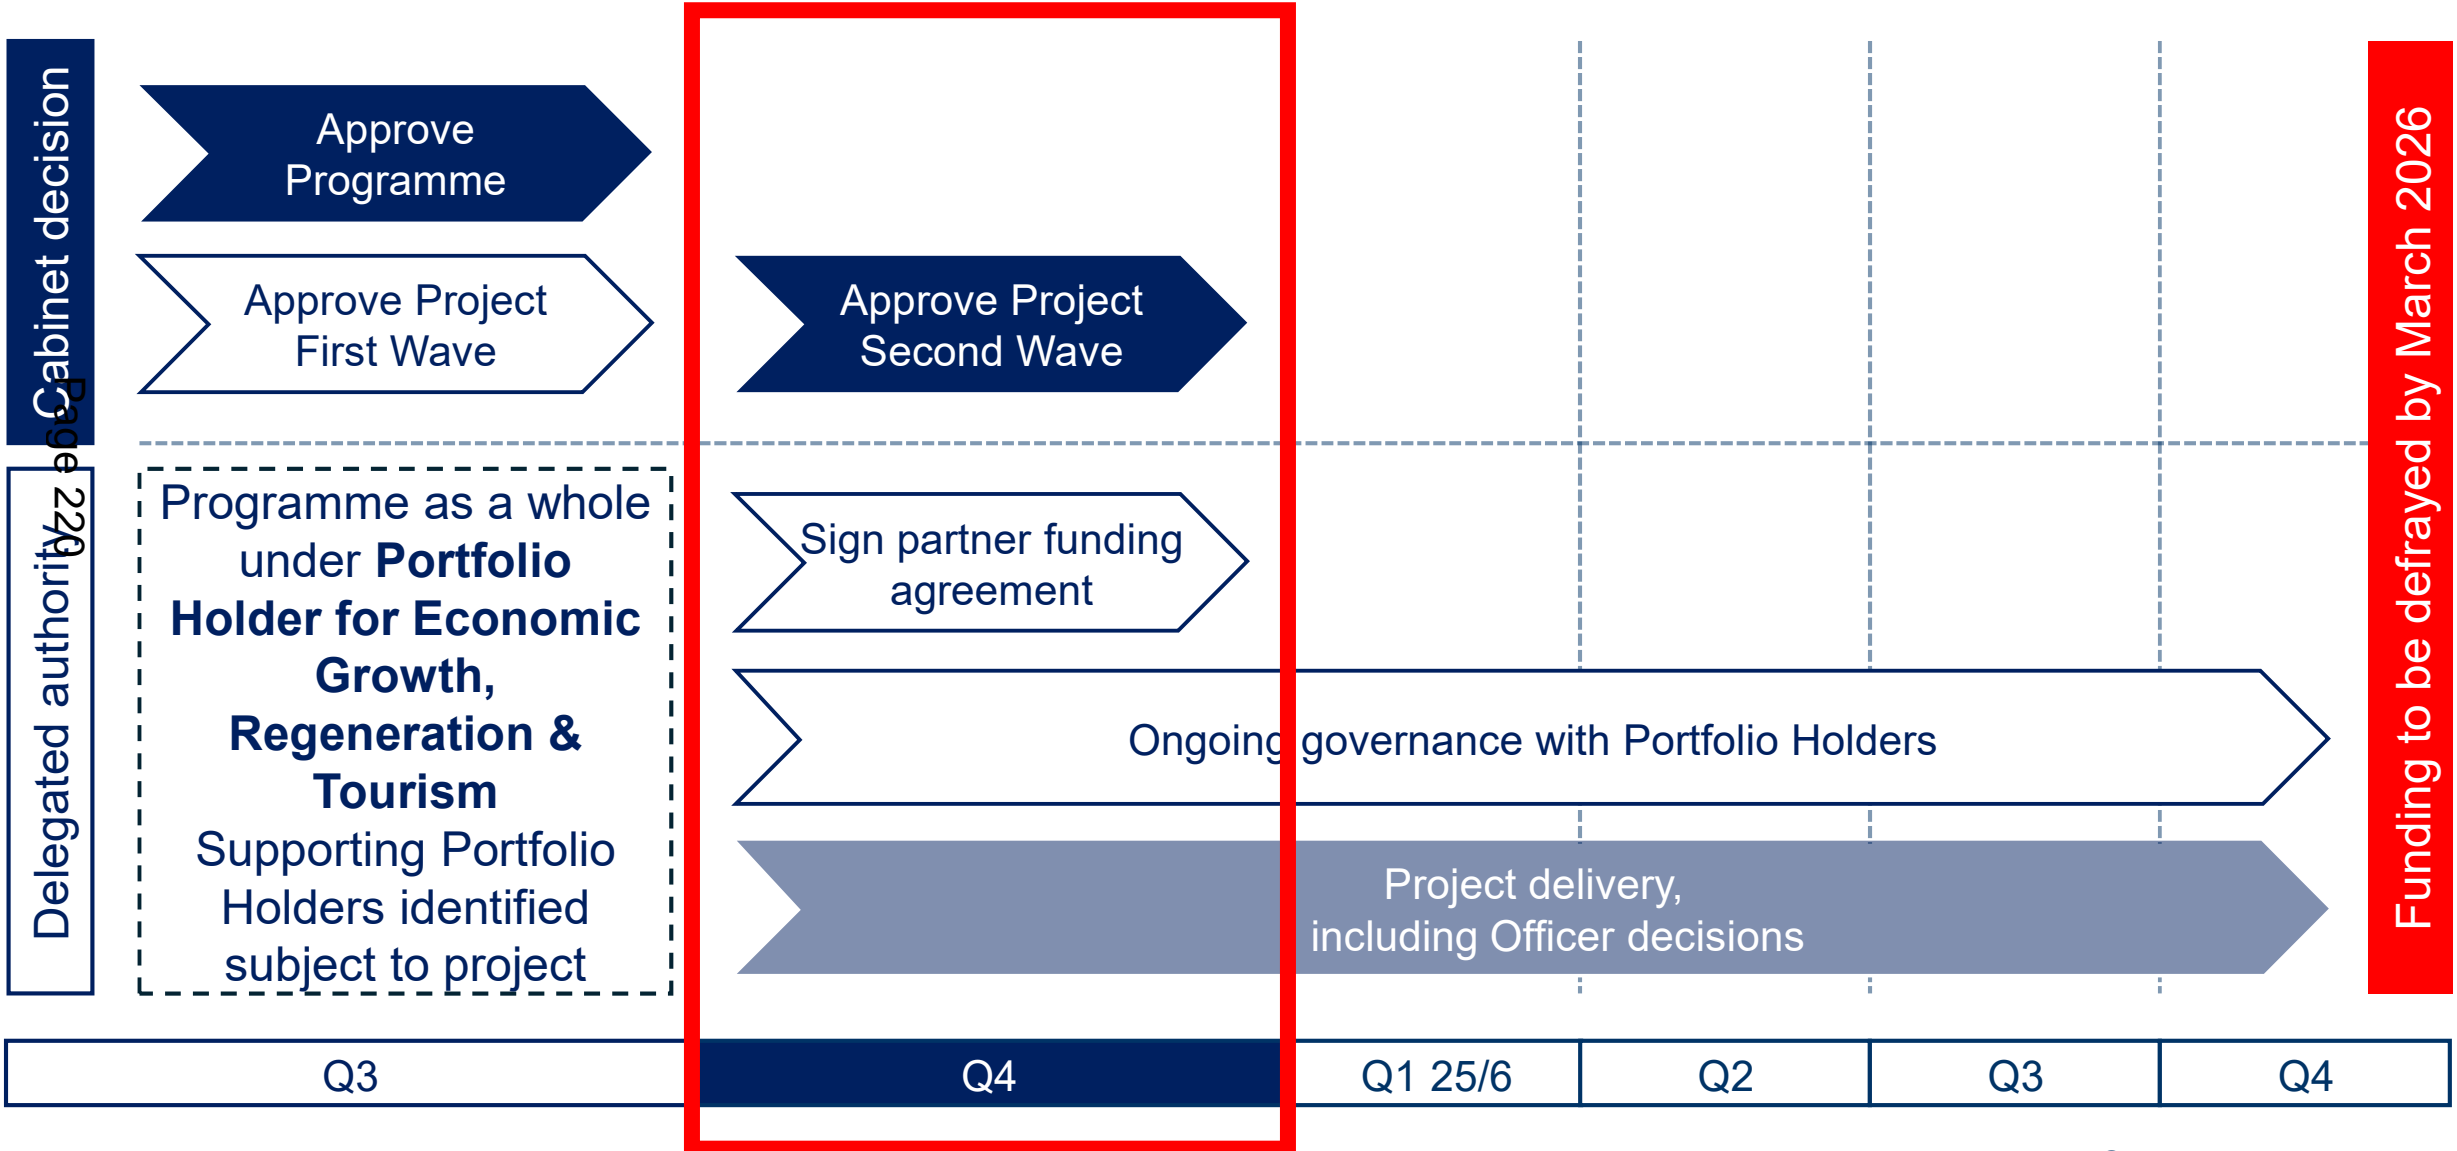 Cabinet decision
Approve
Programme
Approve Project
First Wave
Approve Project
Second Wave
Page 220
Delegated authority
Programme as a whole
under Portfolio
Holder for Economic
Growth,
Regeneration &
Tourism
Supporting Portfolio
Holders identified
subject to project
Sign partner funding
agreement
Ongoing governance with Portfolio Holders
Project delivery,
including Officer decisions
Funding to be defrayed by March 2026
Q3
Q4
Q1 25/6
Q2
Q3
Q4